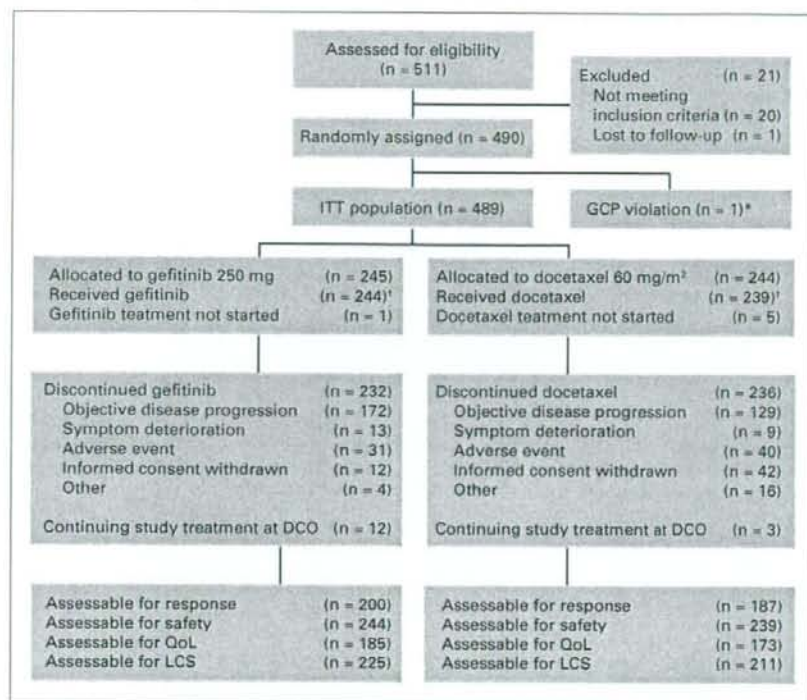 Assessed for eligibility
(n = 511)
Excluded (n = 21)
Not meeting
inclusion criteria (n = 20)
Lost to follow-up (n = 1)
Randomly assigned (n = 490)
ITT population (n = 489)
GCP violation (n = 1)*
Allocated to gefitinib 250 mg (n = 245)
Received gefitinib (n = 244)†
Gefitinib teatment not started (n = 1)
Allocated to docetaxel 60 mg/m² (n = 244)
Received docetaxel (n = 239)†
Docetaxel teatment not started (n = 5)
Discontinued gefitinib (n = 232)
Objective disease progression (n = 172)
Symptom deterioration (n = 13)
Adverse event (n = 31)
Informed consent withdrawn (n = 12)
Other (n = 4)
Continuing study treatment at DCO (n = 12)
Discontinued docetaxel (n = 236)
Objective disease progression (n = 129)
Symptom deterioration (n = 9)
Adverse event (n = 40)
Informed consent withdrawn (n = 42)
Other (n = 16)
Continuing study treatment at DCO (n = 3)
Assessable for response (n = 200)
Assessable for safety (n = 244)
Assessable for QoL (n = 185)
Assessable for LCS (n = 225)
Assessable for response (n = 187)
Assessable for safety (n = 239)
Assessable for QoL (n = 173)
Assessable for LCS (n = 211)